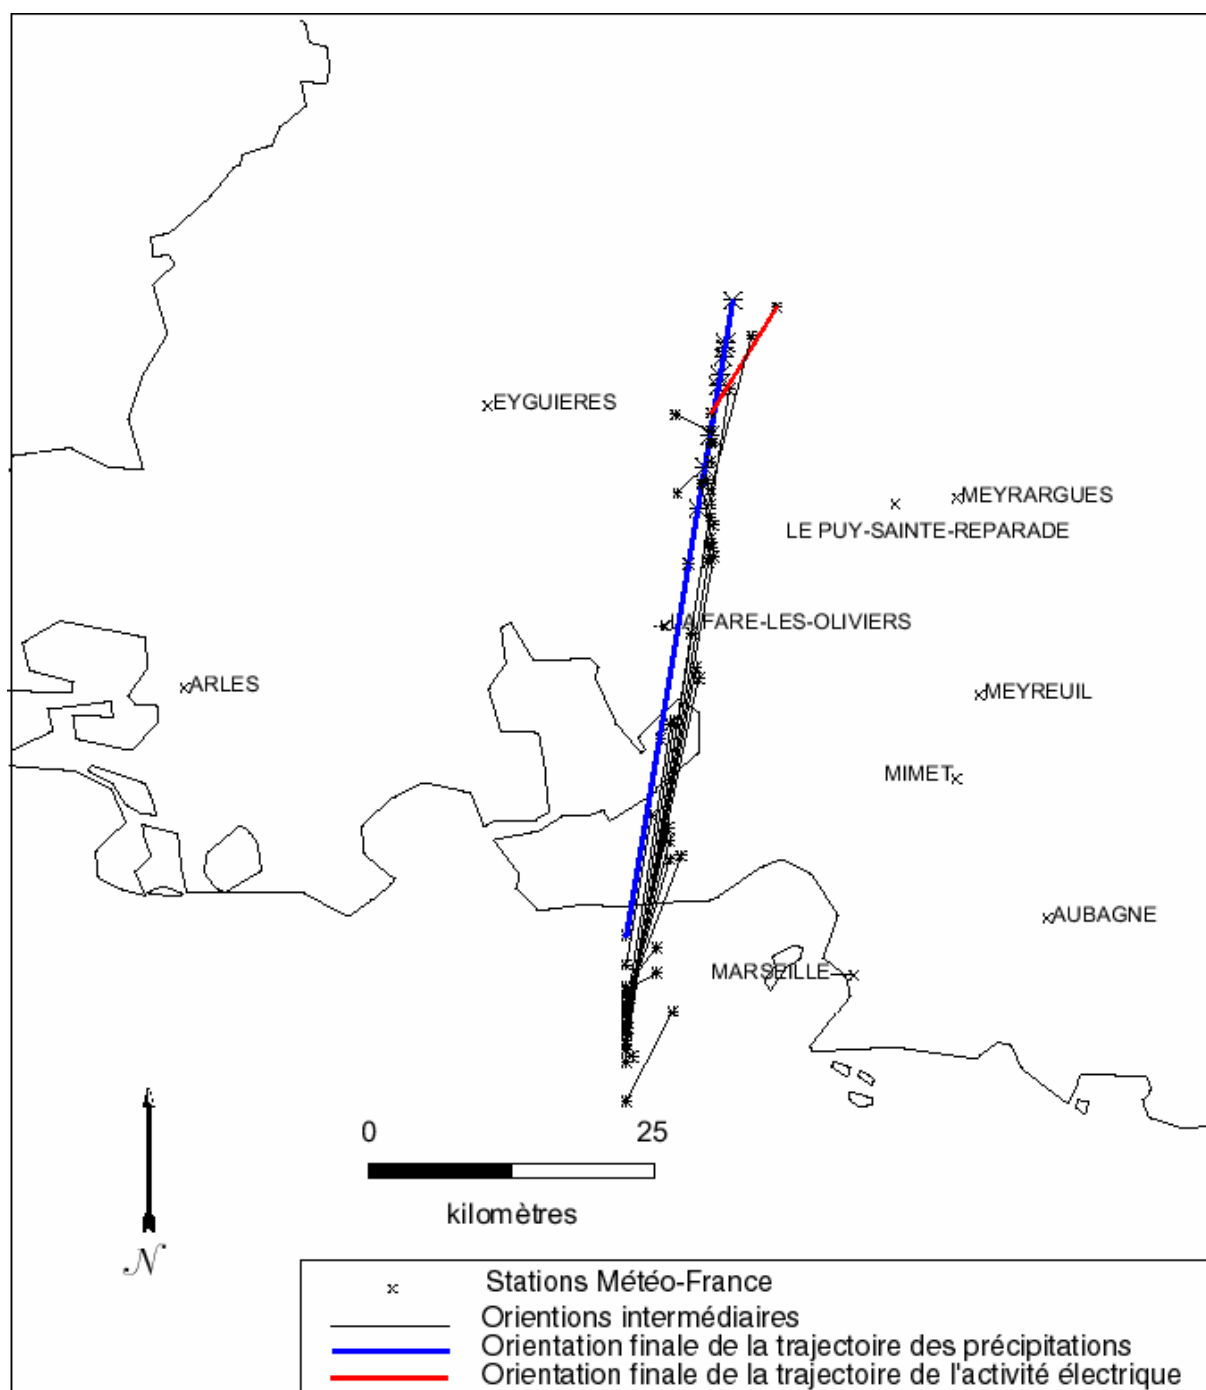 EYGUIERES
MEYRARGUES
LE PUY-SAINTE-REPARADE
LA FARE-LES-OLIVIERS
ARLES
MEYREUIL
MIMET
AUBAGNE
MARSEILLE
0 25
kilomètres
N
Stations Météo-France
Orientions intermédiaires
Orientation finale de la trajectoire des précipitations
Orientation finale de la trajectoire de l'activité électrique